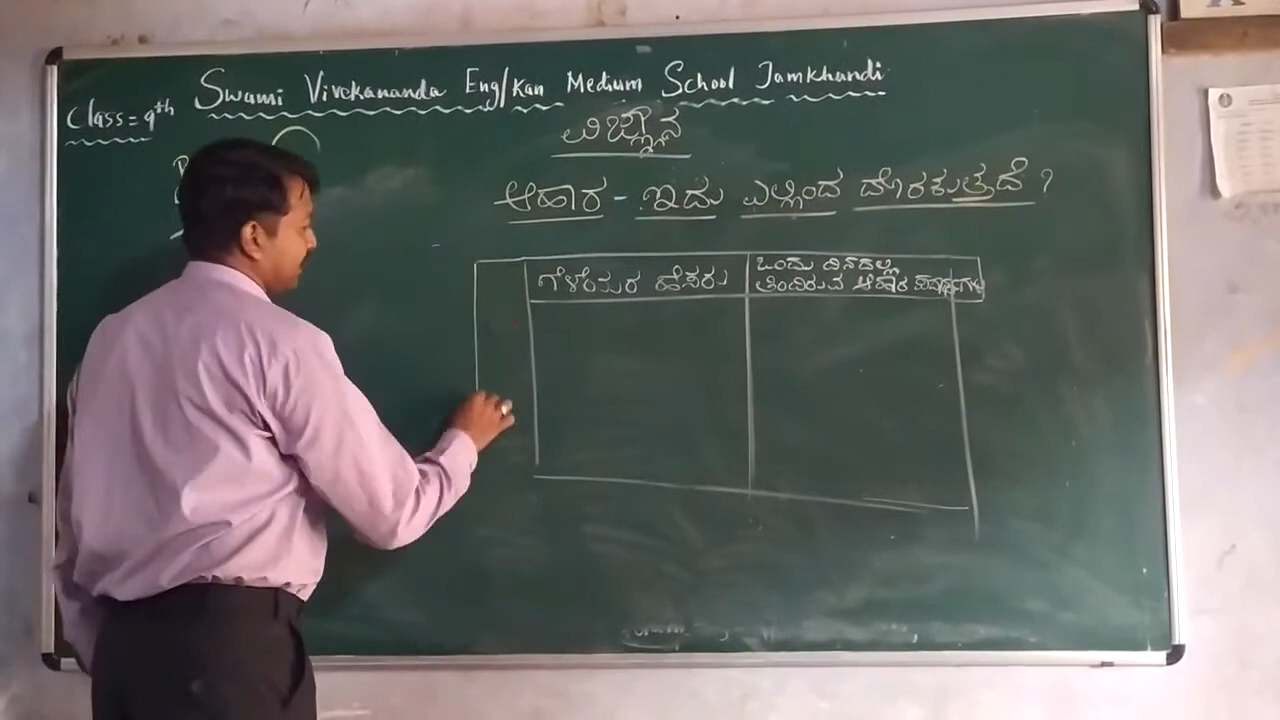 Swami Vivekananda Eng/Kan Medium School Jamkhandi
Class = 9th
ವಿಜ್ಞಾನ
ಆಹಾರ - ಇದು ಎಲ್ಲಿಂದ ದೊರಕುತ್ತದೆ ?
ಗೆಳೆಯರ ಹೆಸರು
ಒಂದು ದಿನದಲ್ಲಿ
ತಿಂದಿರುವ ಆಹಾರ ಪದಾರ್ಥಗಳು